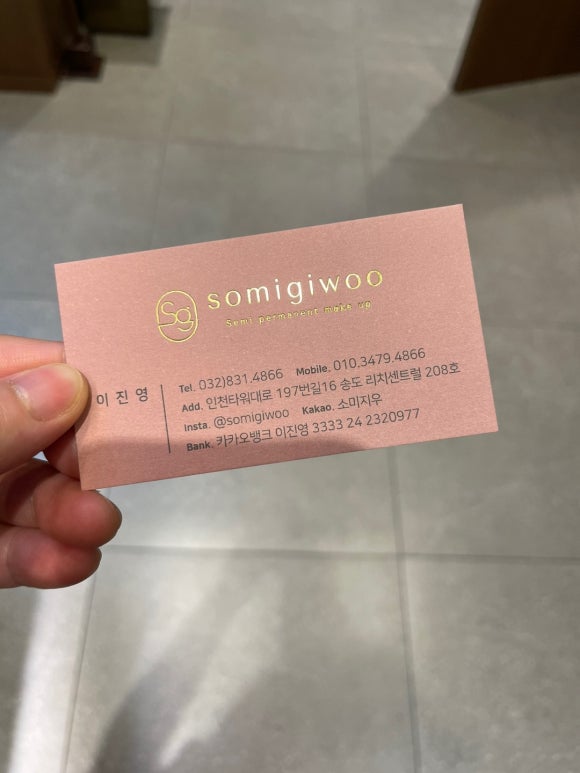 Sg
somigiwoo
Semi permanent make up
이진영
Tel. 032)831.4866 Mobile. 010.3479.4866
Add. 인천타워대로 197번길16 송도 리치센트럴 208호
Insta. @somigiwoo Kakao. 소미지우
Bank. 카카오뱅크 이진영 3333 24 2320977